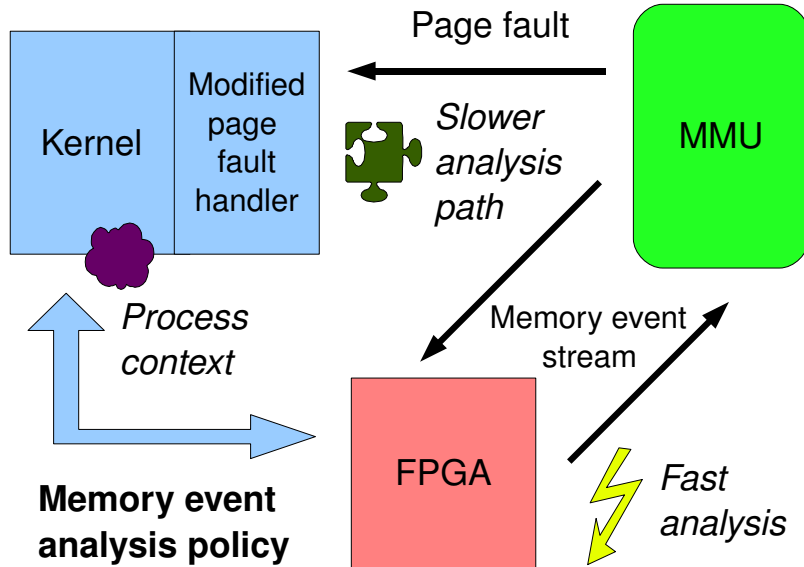 Page fault
Kernel
Modified
page
fault
handler
Slower
analysis
path
MMU
Process
context
Memory event
stream
FPGA
Fast
analysis
Memory event
analysis policy